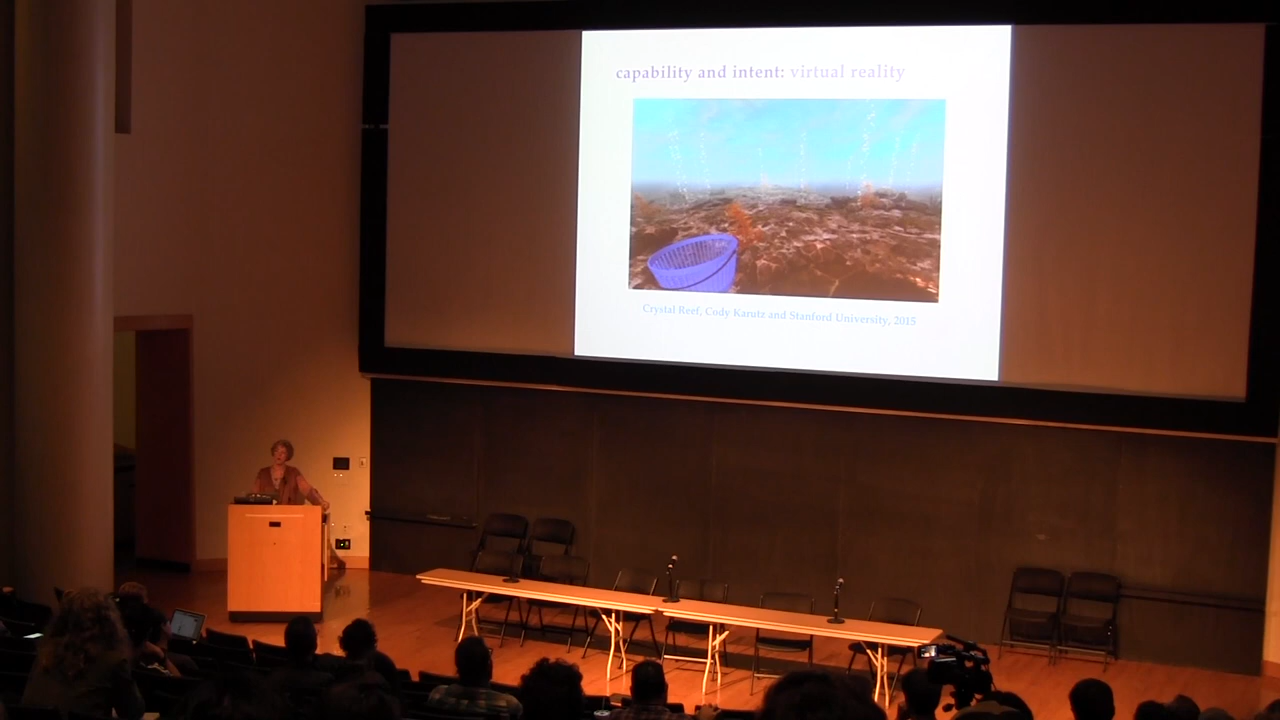 capability and intent: virtual reality
Crystal Reef, Cody Karutz and Stanford University, 2015